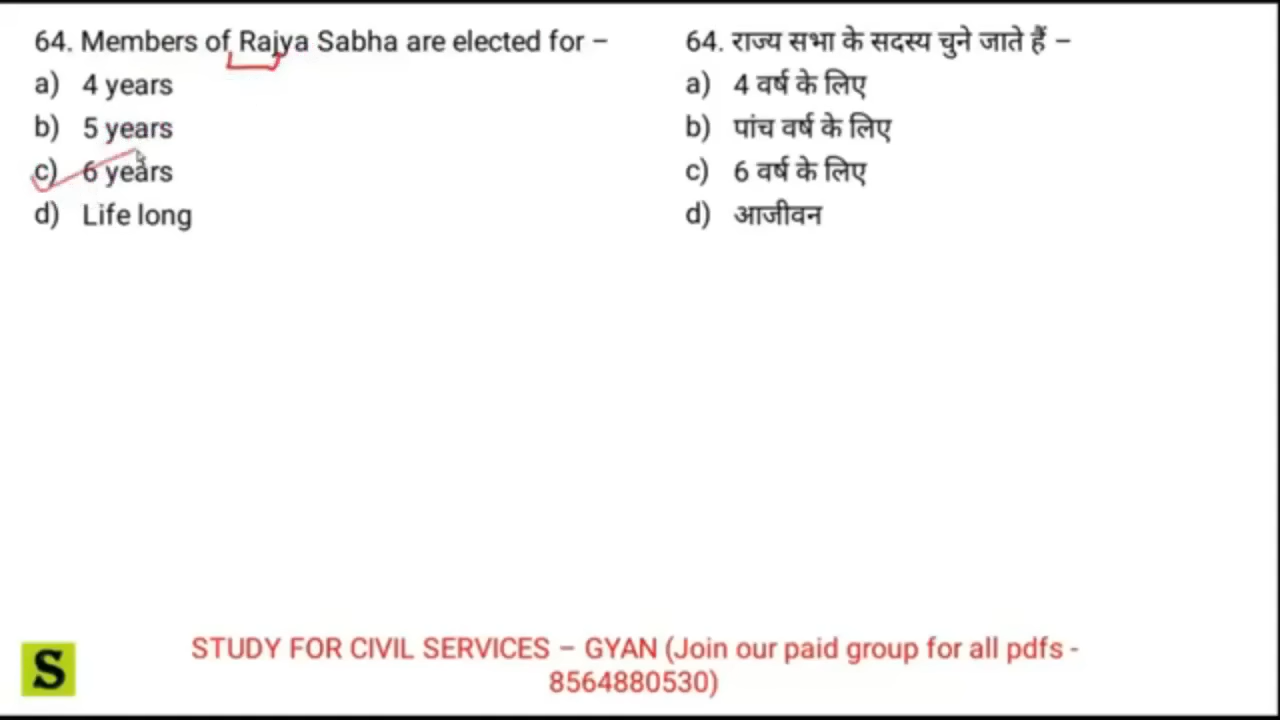 64. Members of Rajya Sabha are elected for –
a) 4 years
b) 5 years
c) 6 years
d) Life long
64. राज्य सभा के सदस्य चुने जाते हैं –
a) 4 वर्ष के लिए
b) पांच वर्ष के लिए
c) 6 वर्ष के लिए
d) आजीवन
S
STUDY FOR CIVIL SERVICES – GYAN (Join our paid group for all pdfs -
8564880530)